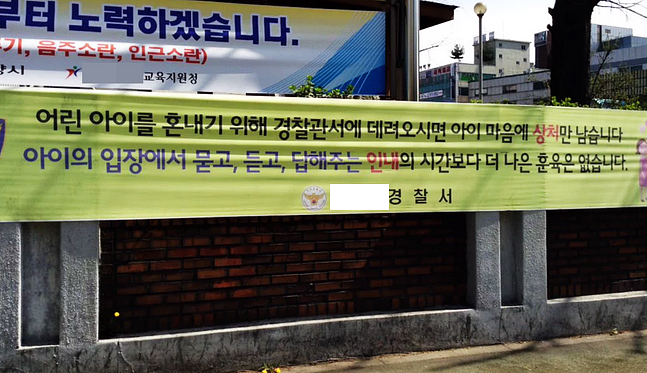 부터 노력하겠습니다.
기, 음주소란, 인근소란)
시 교육지원청
어린 아이를 혼내기 위해 경찰관서에 데려오시면 아이 마음에 상처만 남습니다
아이의 입장에서 묻고, 듣고, 답해주는 인내의 시간보다 더 나은 훈육은 없습니다.
경찰서